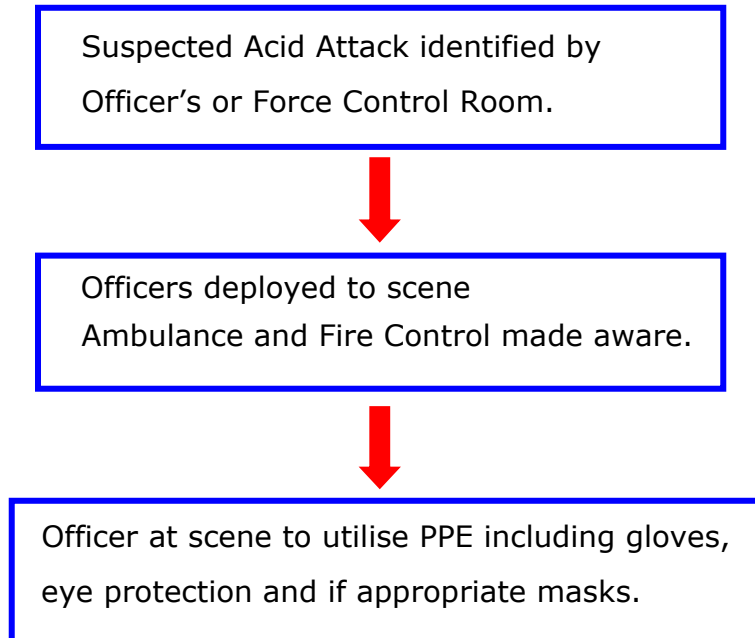 Suspected Acid Attack identified by
Officer’s or Force Control Room.
Officers deployed to scene
Ambulance and Fire Control made aware.
Officer at scene to utilise PPE including gloves,
eye protection and if appropriate masks.